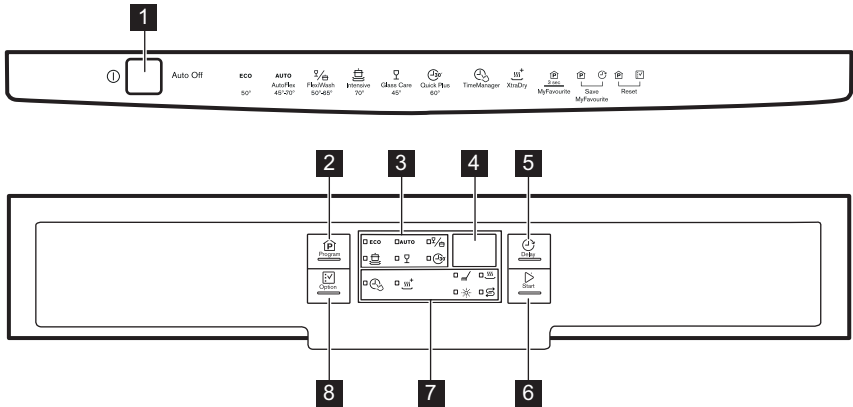 1
Auto Off
ECO
50°
AUTO
AutoFlex
45°-70°
FlexiWash
50°-65°
Intensive
70°
Glass Care
45°
30'
Quick Plus
60°
TimeManager
XtraDry
P
3 sec
MyFavourite
P
Save
MyFavourite
P
Reset
2
3
4
5
P
Program
ECO
AUTO
30'
Delay
Option
Start
8
7
6